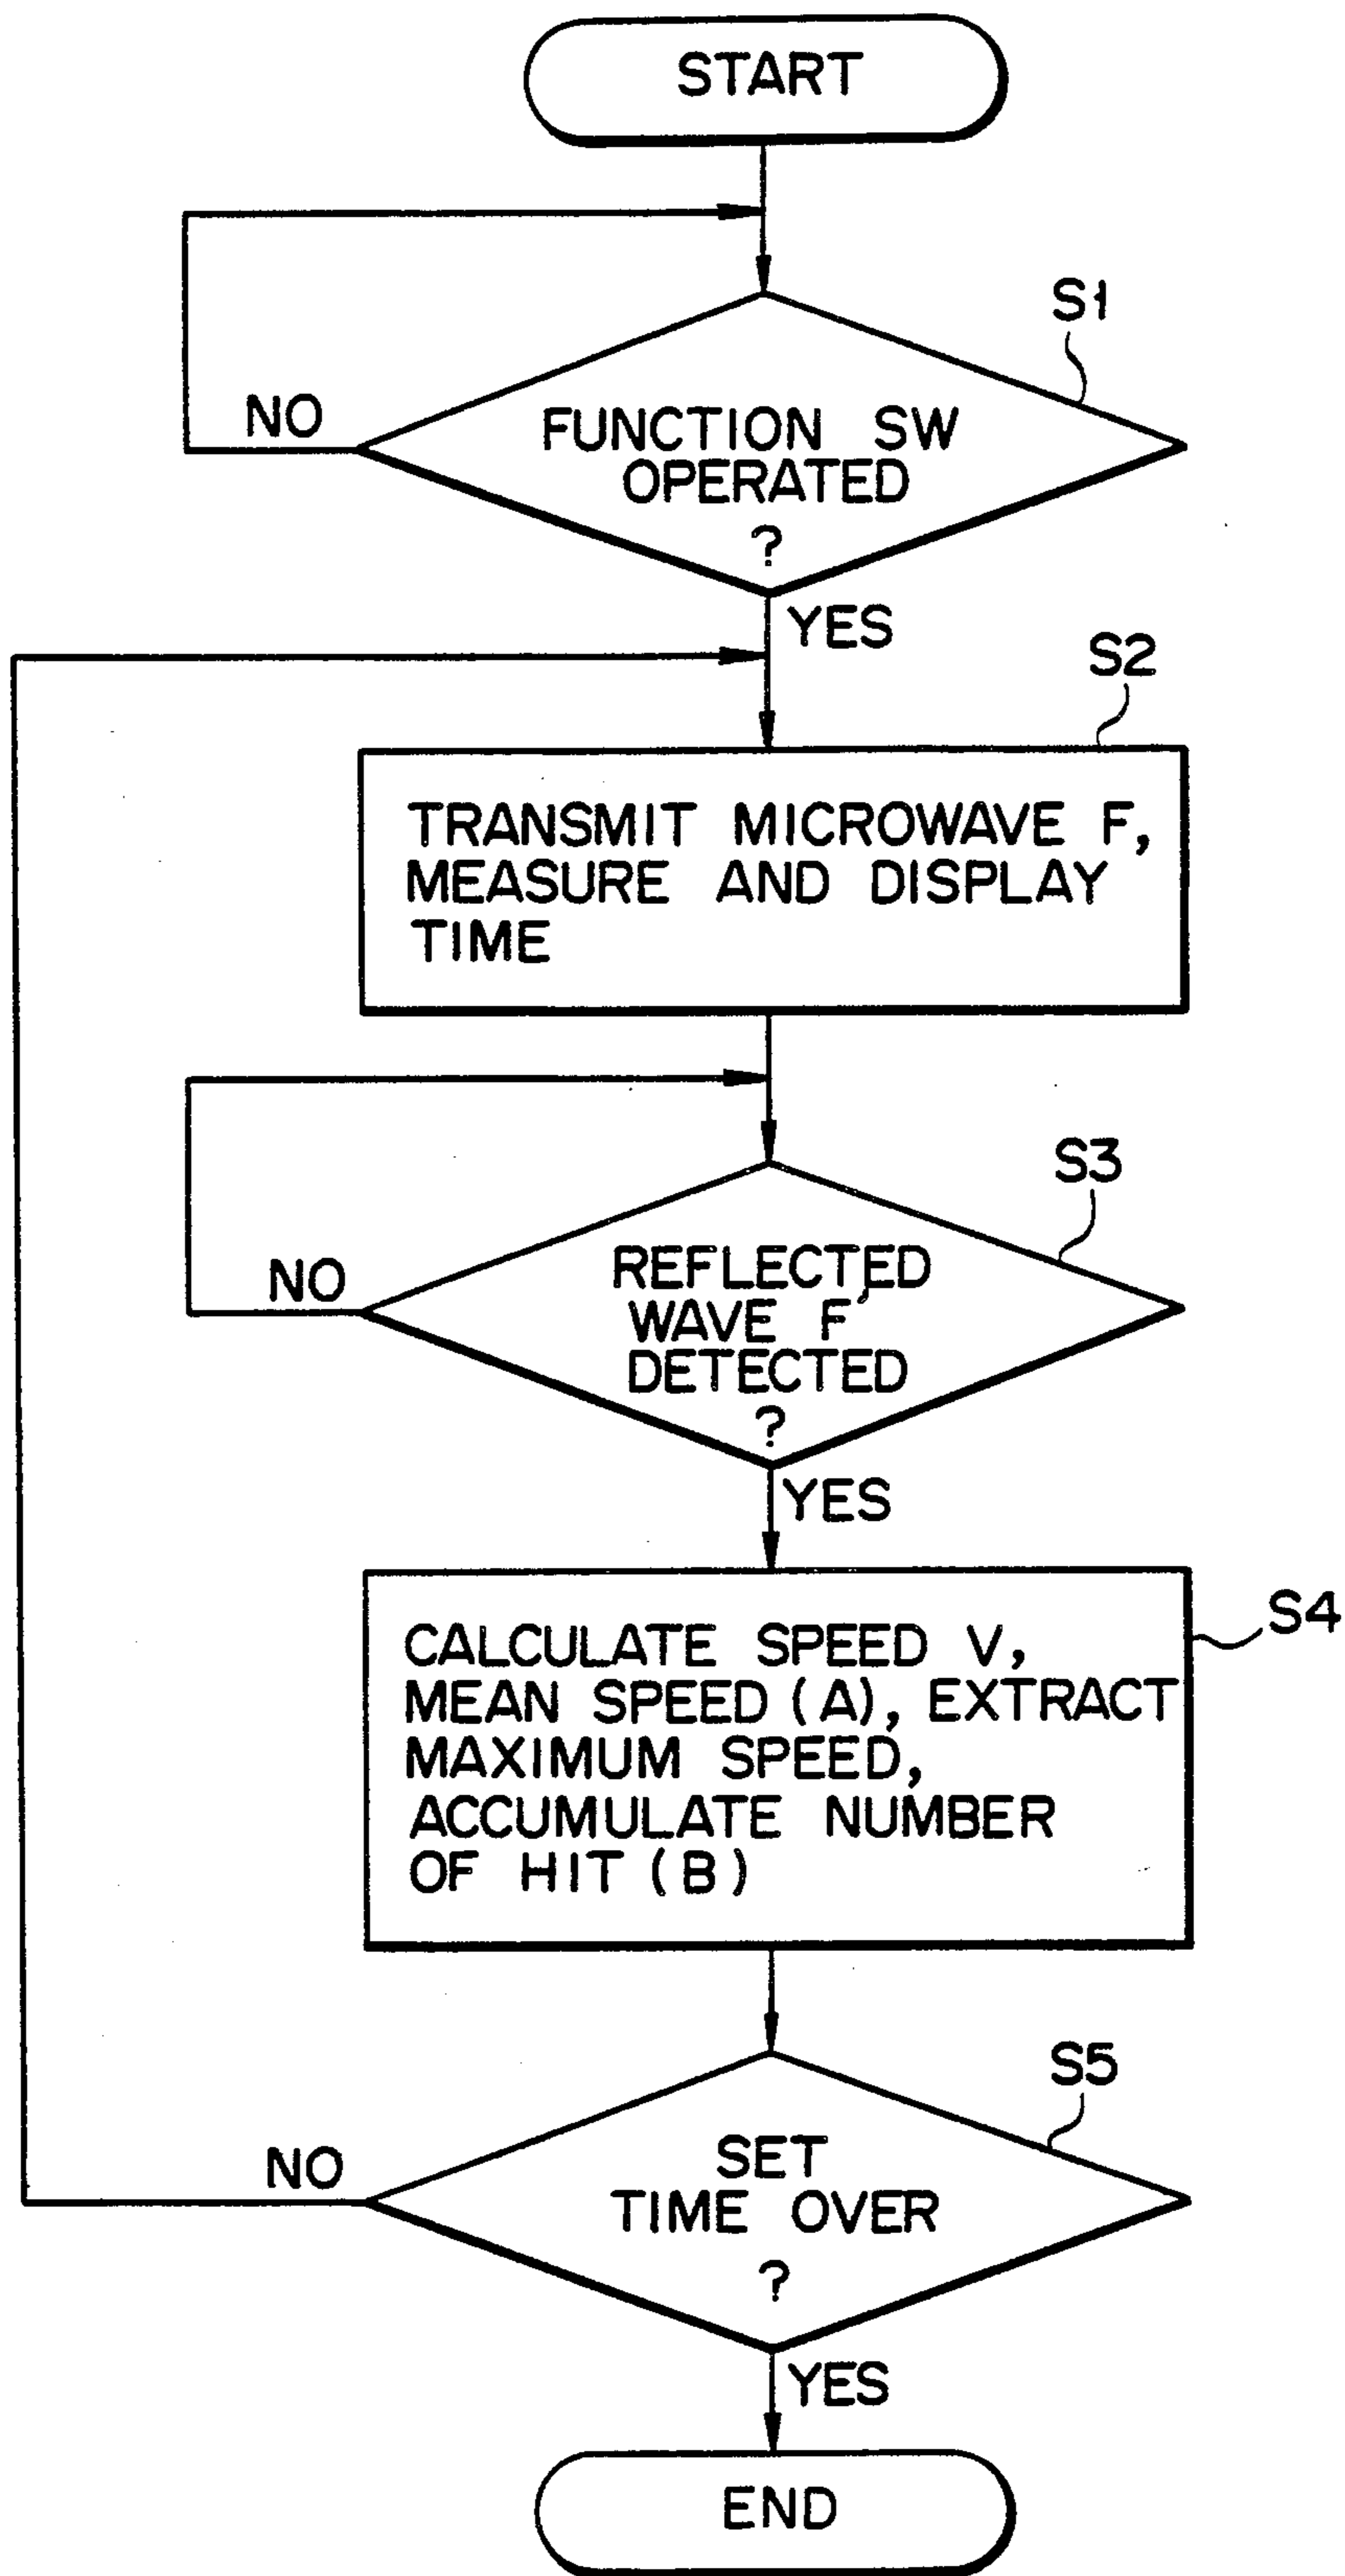 START
S1
NO
FUNCTION SW
OPERATED
?
YES
S2
TRANSMIT MICROWAVE F,
MEASURE AND DISPLAY
TIME
S3
NO
REFLECTED
WAVE F'
DETECTED
?
YES
S4
CALCULATE SPEED V,
MEAN SPEED (A), EXTRACT
MAXIMUM SPEED,
ACCUMULATE NUMBER
OF HIT (B)
S5
NO
SET
TIME OVER
?
YES
END